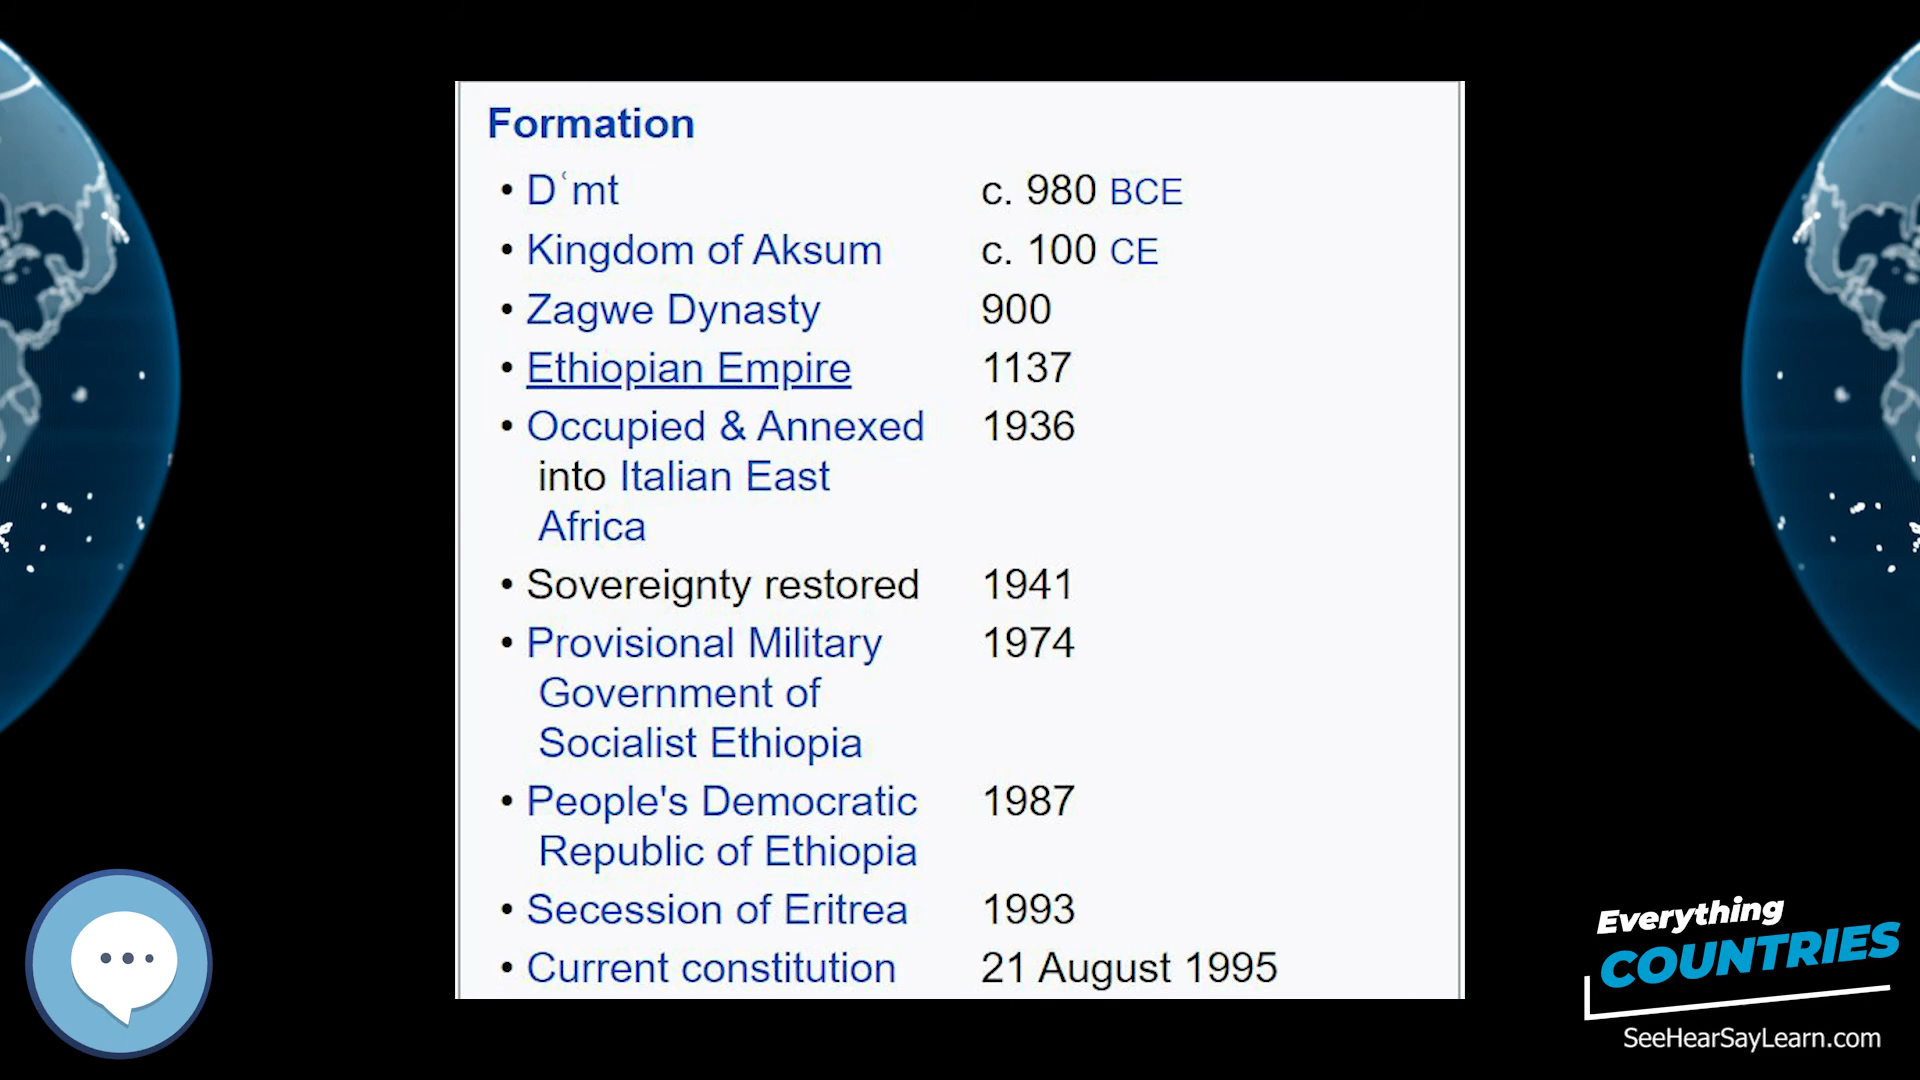 Formation
• Dʿmt c. 980 BCE
• Kingdom of Aksum c. 100 CE
• Zagwe Dynasty 900
• Ethiopian Empire 1137
• Occupied & Annexed 1936
into Italian East
Africa
• Sovereignty restored 1941
• Provisional Military 1974
Government of
Socialist Ethiopia
• People's Democratic 1987
Republic of Ethiopia
• Secession of Eritrea 1993
• Current constitution 21 August 1995
Everything
COUNTRIES
SeeHearSayLearn.com